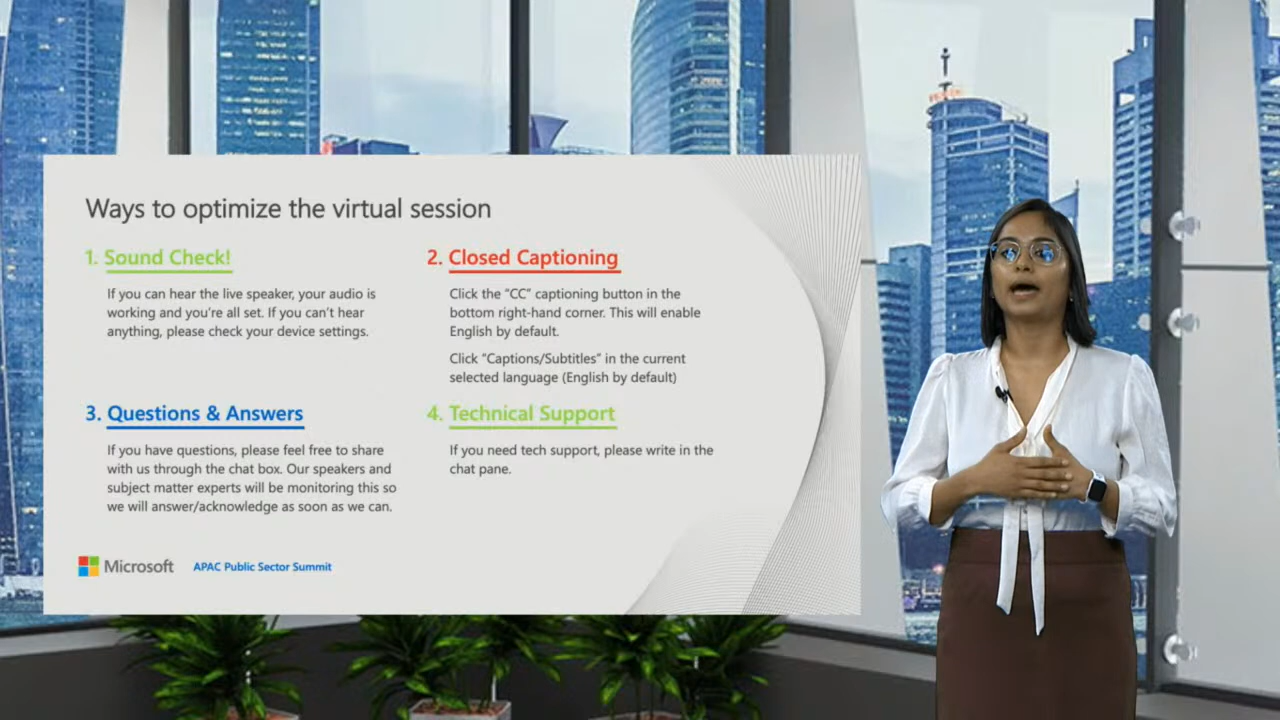 Ways to optimize the virtual session
1. Sound Check!
If you can hear the live speaker, your audio is
working and you're all set. If you can't hear
anything, please check your device settings.
2. Closed Captioning
Click the "CC" captioning button in the
bottom right-hand corner. This will enable
English by default.
Click "Captions/Subtitles" in the current
selected language (English by default)
3. Questions & Answers
If you have questions, please feel free to share
with us through the chat box. Our speakers and
subject matter experts will be monitoring this so
we will answer/acknowledge as soon as we can.
4. Technical Support
If you need tech support, please write in the
chat pane.
Microsoft APAC Public Sector Summit